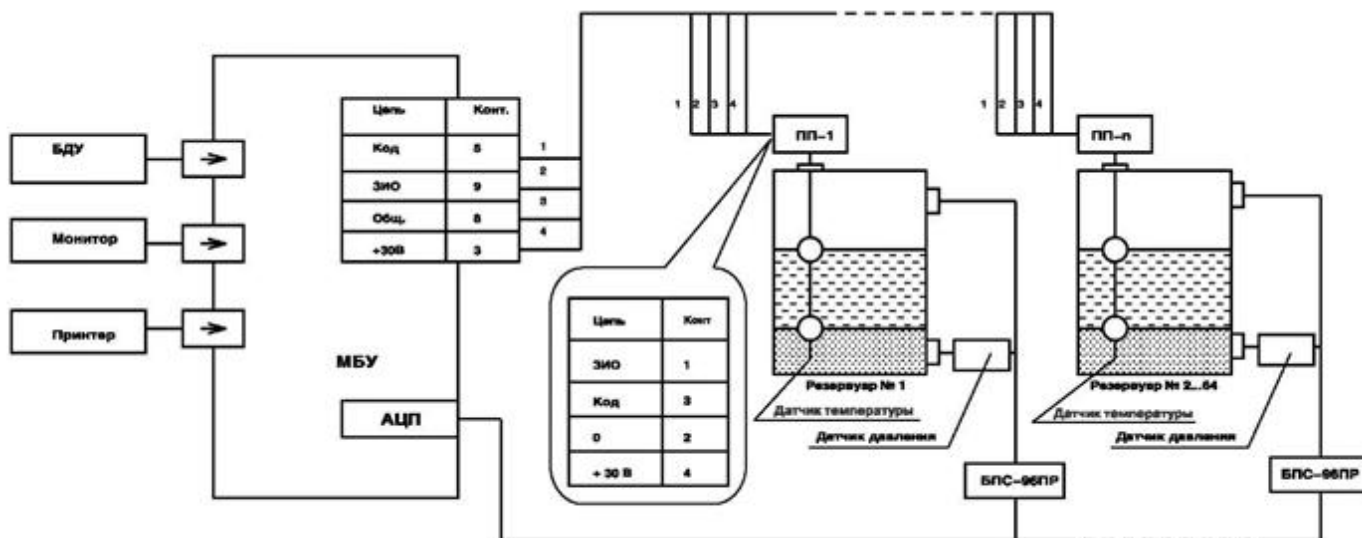 БДУ
Монитор
Принтер
Цепь Конт.
Код 5
ЗИО 9
Общ. 8
+30В 3
1
2
3
4
МБУ
АЦП
1 2 3 4
ПП-1
Цепь Конт
ЗИО 1
Код 3
0 2
+ 30 В 4
Резервуар № 1
Датчик температуры
Датчик давления
БПС-96ПР
1 2 3 4
ПП-n
Резервуар № 2...64
Датчик температуры
Датчик давления
БПС-96ПР